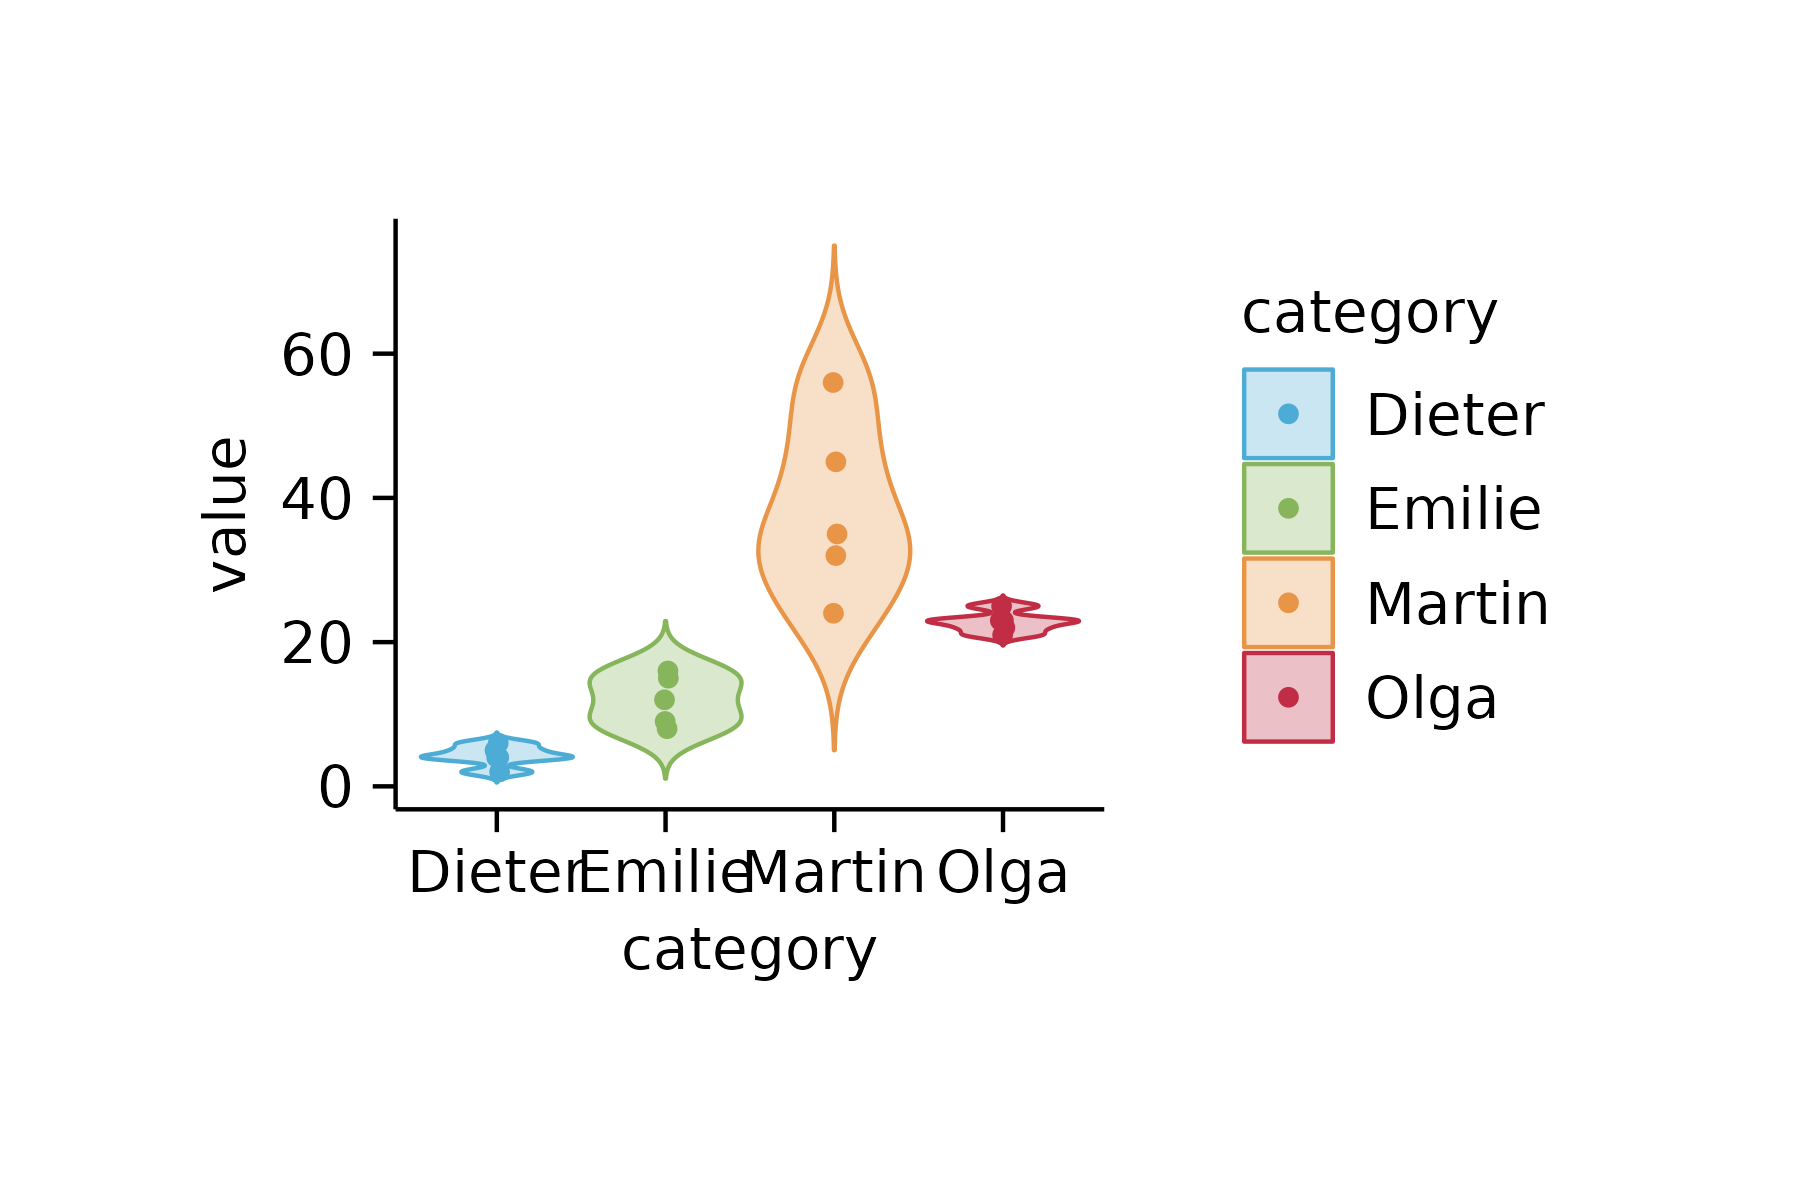 value
60
40
20
0
Dieter Emilie Martin Olga
category
category
Dieter
Emilie
Martin
Olga